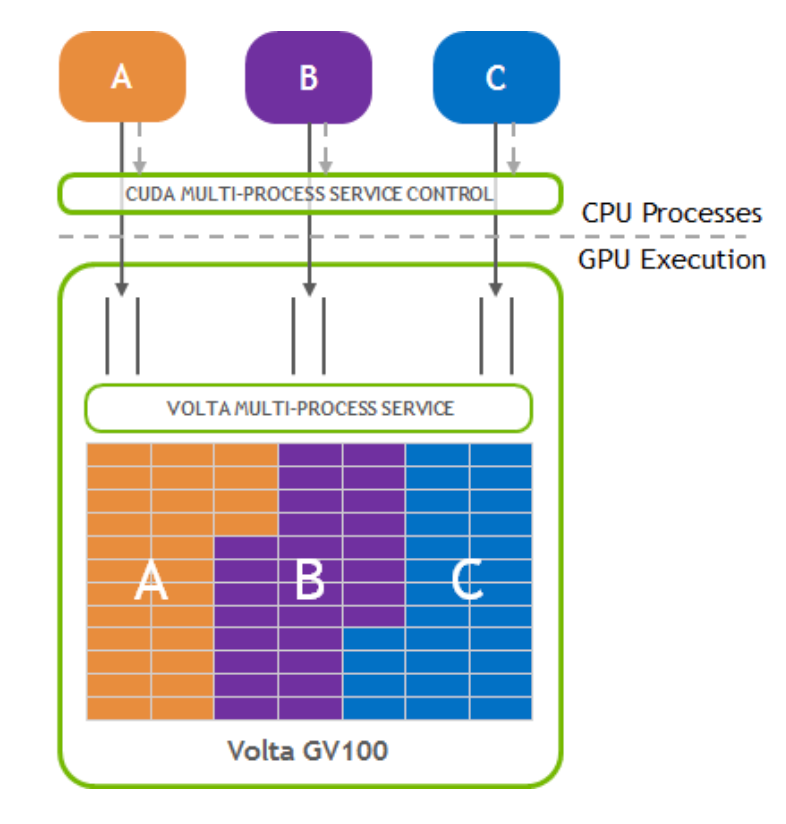 A B C
CUDA MULTI-PROCESS SERVICE CONTROL
CPU Processes
GPU Execution
VOLTA MULTI-PROCESS SERVICE
A B C
Volta GV100